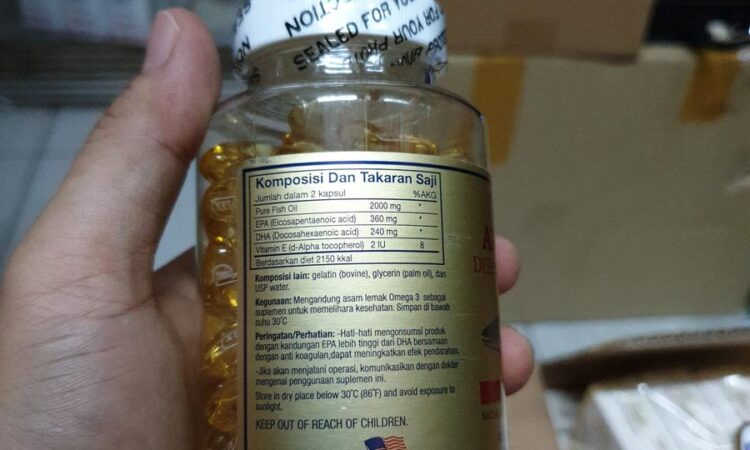 SEALED FOR YOUR PRO
Komposisi Dan Takaran Saji
Jumlah dalam 2 kapsul %AKG
Pure Fish Oil 2000 mg *
EPA (Eicosapentaenoic acid) 360 mg *
DHA (Docosahexaenoic acid) 240 mg *
Vitamin E (d-Alpha tocopherol) 2 IU 8
Berdasarkan diet 2150 kkal
Komposisi lain: gelatin (bovine), glycerin (palm oil), dan
USP water.
Kegunaan: Mengandung asam lemak Omega 3 sebagai
suplemen untuk memelihara kesehatan. Simpan di bawah
suhu 30°C
Peringatan/Perhatian: -Hati-hati mengonsumsi produk
dengan kandungan EPA lebih tinggi dari DHA bersamaan
dengan anti koagulan,dapat meningkatkan efek pendarahan.
-Jika akan menjalani operasi, komunikasikan dengan dokter
mengenai penggunaan suplemen ini.
Store in dry place below 30°C (86°F) and avoid exposure to
sunlight.
KEEP OUT OF REACH OF CHILDREN.